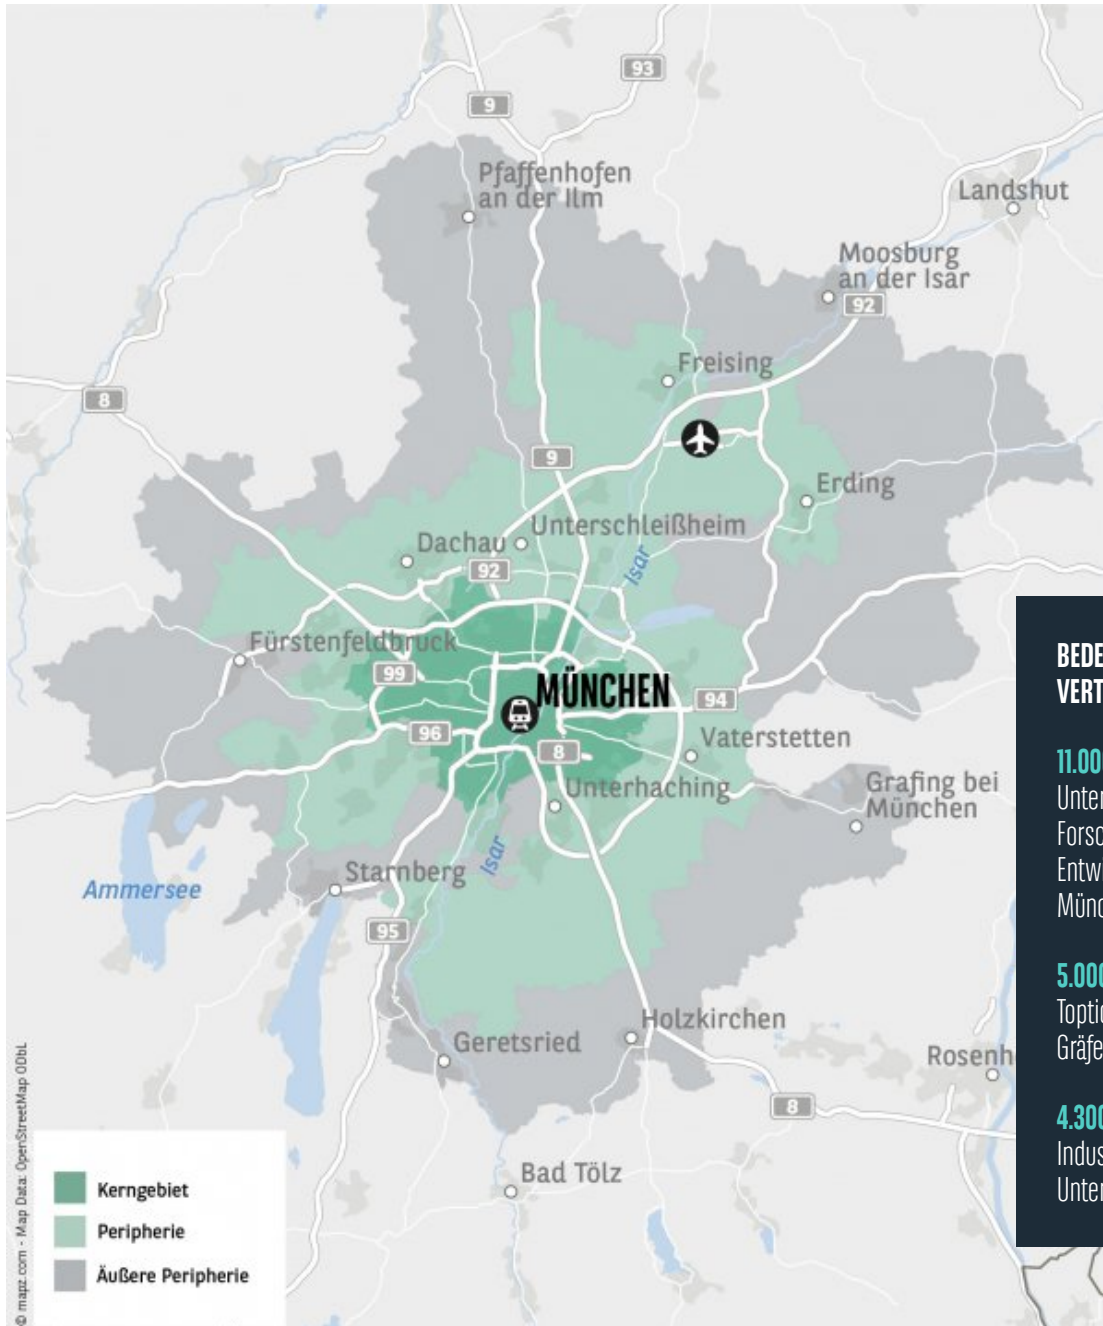 93
9
Pfaffenhofen
an der Ilm
Landshut
Moosburg
an der Isar
92
Freising
8
9
Erding
Unterschleißheim
Dachau
92
Isar
Fürstenfeldbruck
99
MÜNCHEN
94
96
8
Vaterstetten
Unterhaching
Grafing bei
München
Isar
Starnberg
Ammersee
95
Holzkirchen
Geretsried
Rosenh
8
Bad Tölz
Kerngebiet
Peripherie
Äußere Peripherie
© mapz.com - Map Data: OpenStreetMap ODbL
BEDE
VERT
11.00
Unter
Forsc
Entwi
Münc
5.000
Toptic
Gräfe
4.300
Indus
Unter